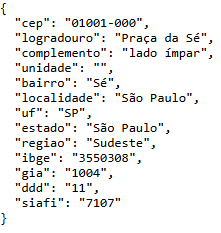 {
  "cep": "01001-000",
  "logradouro": "Praça da Sé",
  "complemento": "lado ímpar",
  "unidade": "",
  "bairro": "Sé",
  "localidade": "São Paulo",
  "uf": "SP",
  "estado": "São Paulo",
  "regiao": "Sudeste",
  "ibge": "3550308",
  "gia": "1004",
  "ddd": "11",
  "siafi": "7107"
}